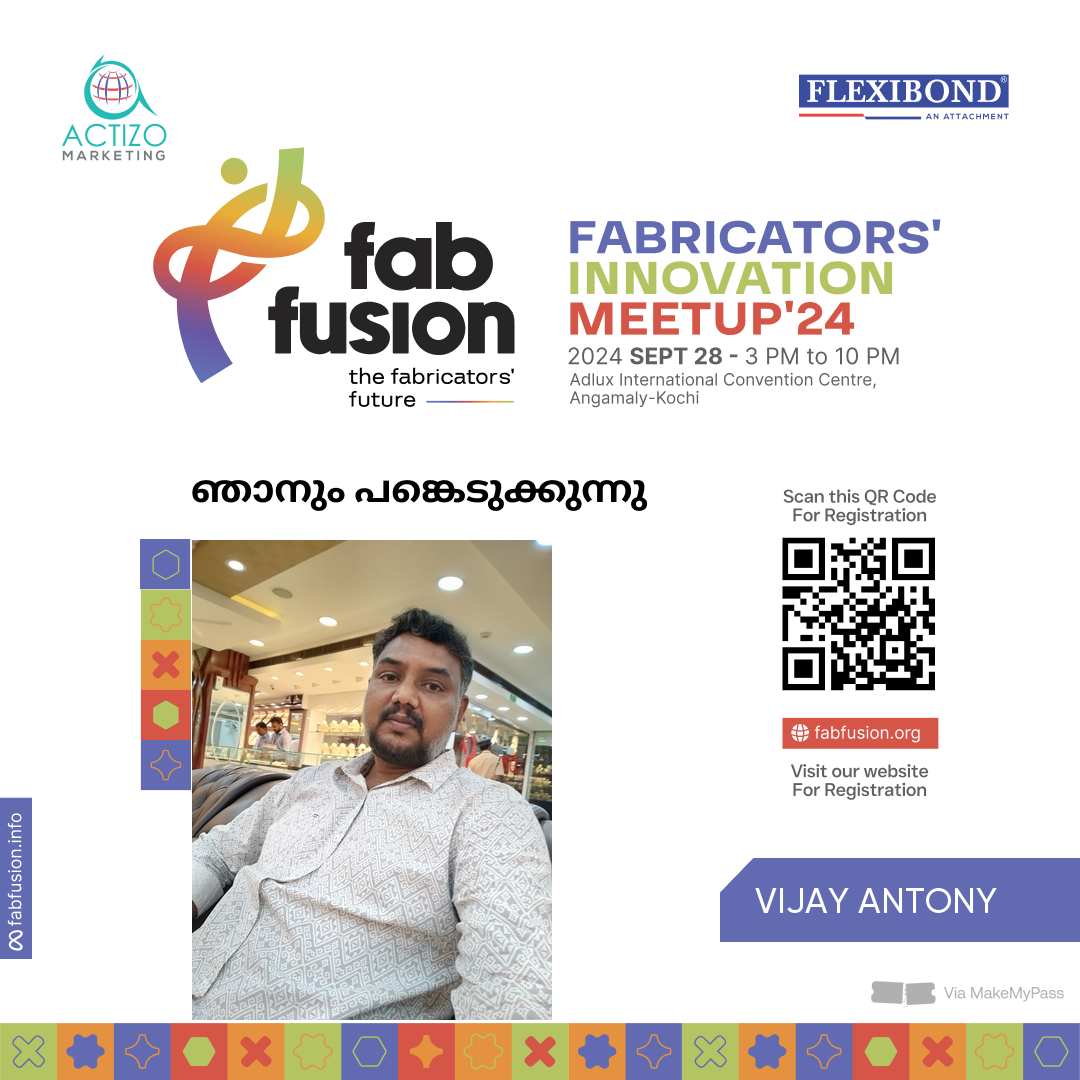 ACTIZO
MARKETING
FLEXIBOND®
AN ATTACHMENT
fab
fusion
the fabricators'
future
FABRICATORS'
INNOVATION
MEETUP'24
2024 SEPT 28 - 3 PM to 10 PM
Adlux International Convention Centre,
Angamaly-Kochi
ഞാനും പങ്കെടുക്കുന്നു
Scan this QR Code
For Registration
fabfusion.org
Visit our website
For Registration
fabfusion.info
VIJAY ANTONY
Via MakeMyPass